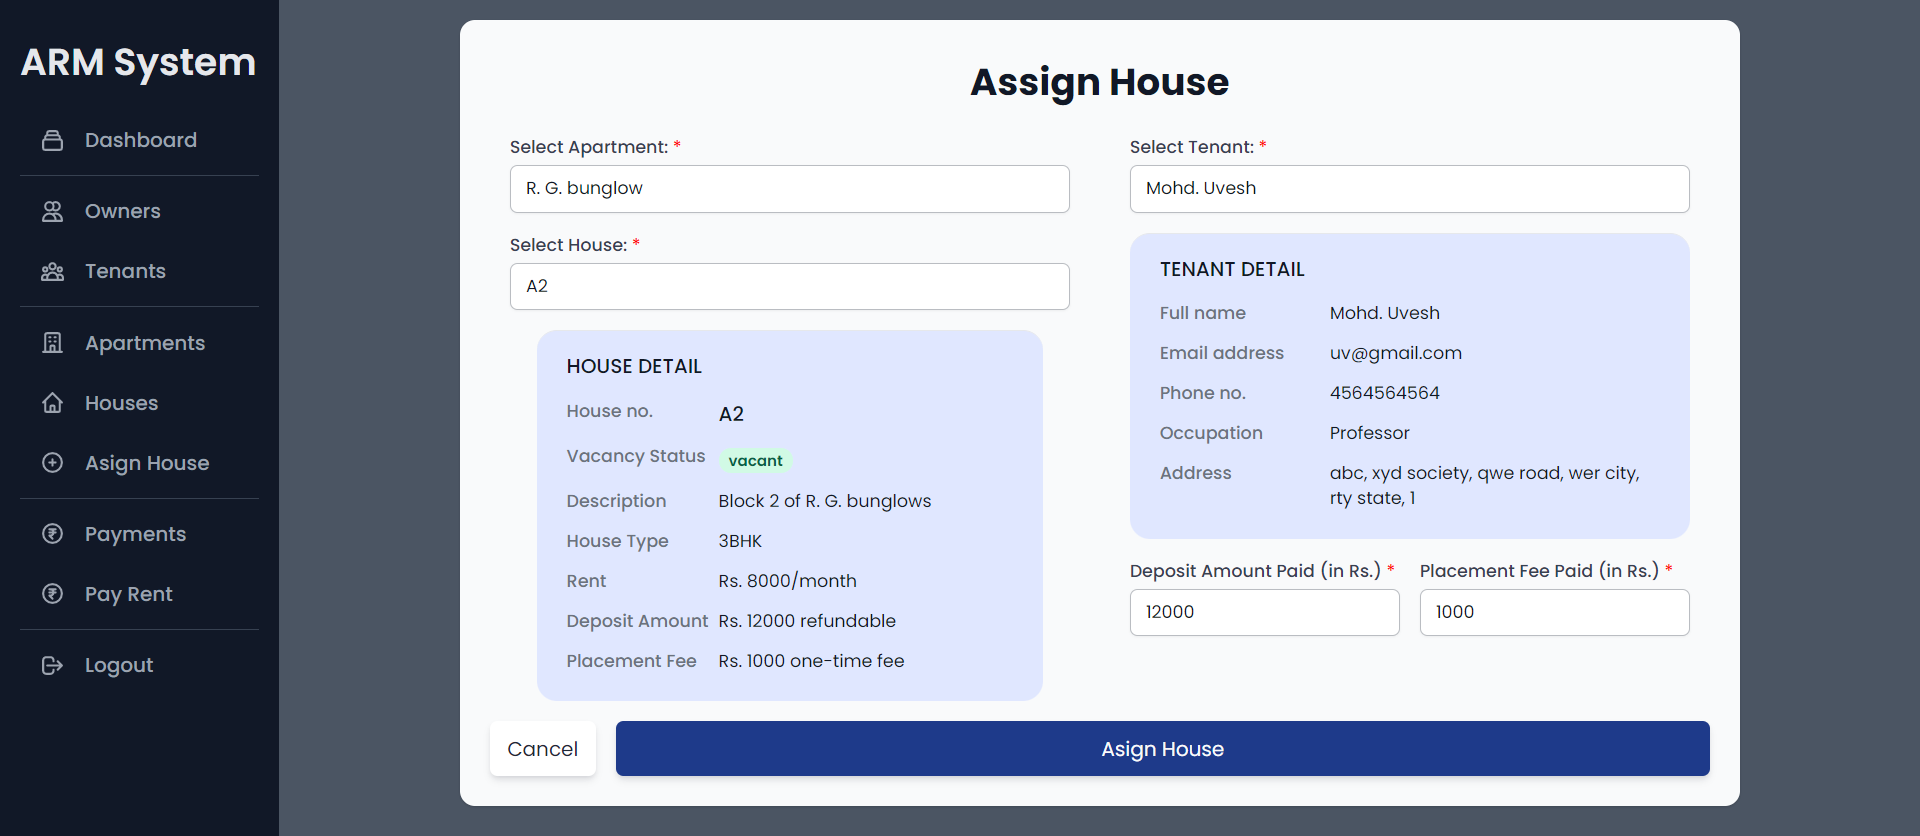 ARM System
Dashboard
Owners
Tenants
Apartments
Houses
Asign House
Payments
Pay Rent
Logout
Assign House
Select Apartment: *
R. G. bunglow
Select House: *
A2
HOUSE DETAIL
House no. A2
Vacancy Status vacant
Description Block 2 of R. G. bunglows
House Type 3BHK
Rent Rs. 8000/month
Deposit Amount Rs. 12000 refundable
Placement Fee Rs. 1000 one-time fee
Select Tenant: *
Mohd. Uvesh
TENANT DETAIL
Full name Mohd. Uvesh
Email address uv@gmail.com
Phone no. 4564564564
Occupation Professor
Address abc, xyd society, qwe road, wer city,
rty state, 1
Deposit Amount Paid (in Rs.) * Placement Fee Paid (in Rs.) *
12000 1000
Cancel Asign House